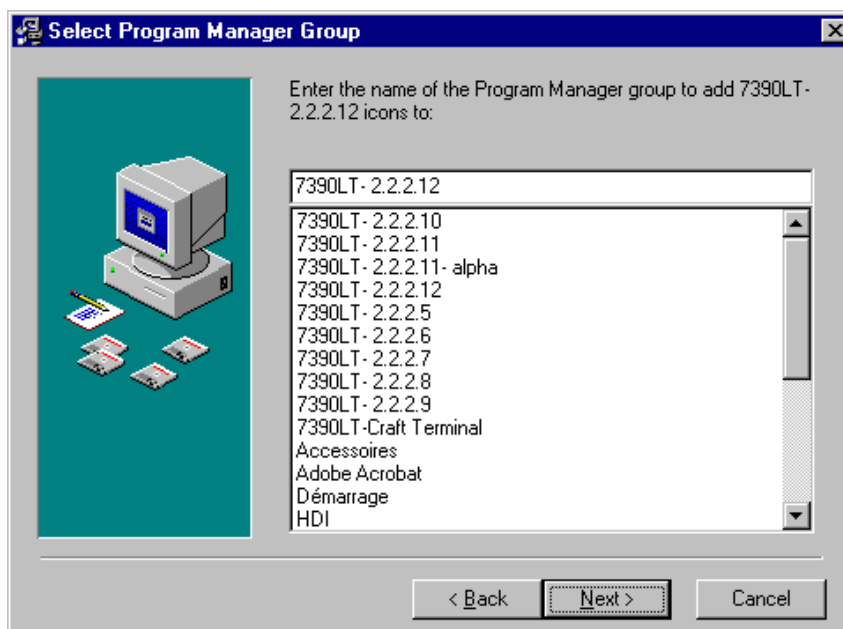 Select Program Manager Group
Enter the name of the Program Manager group to add 7390LT-
2.2.2.12 icons to:
7390LT- 2.2.2.12
7390LT- 2.2.2.10
7390LT- 2.2.2.11
7390LT- 2.2.2.11- alpha
7390LT- 2.2.2.12
7390LT- 2.2.2.5
7390LT- 2.2.2.6
7390LT- 2.2.2.7
7390LT- 2.2.2.8
7390LT- 2.2.2.9
7390LT-Craft Terminal
Accessoires
Adobe Acrobat
Démarrage
HDI
< Back
Next >
Cancel